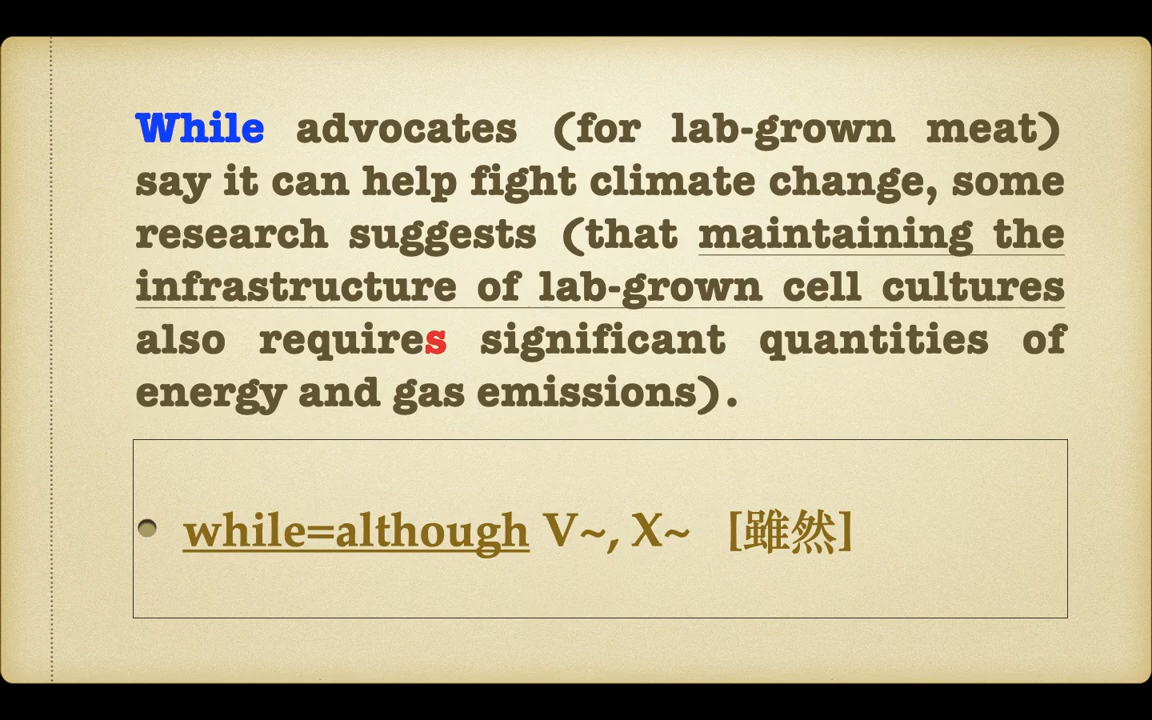 While advocates (for lab-grown meat)
say it can help fight climate change, some
research suggests (that maintaining the
infrastructure of lab-grown cell cultures
also requires significant quantities of
energy and gas emissions).
while=although V~, X~ [雖然]